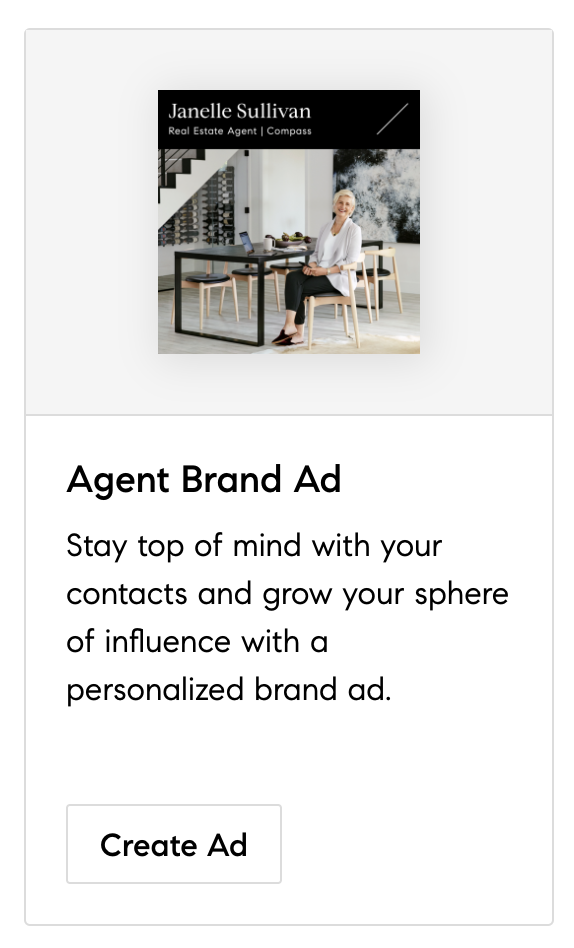 Janelle Sullivan
Real Estate Agent | Compass
Agent Brand Ad
Stay top of mind with your
contacts and grow your sphere
of influence with a
personalized brand ad.
Create Ad